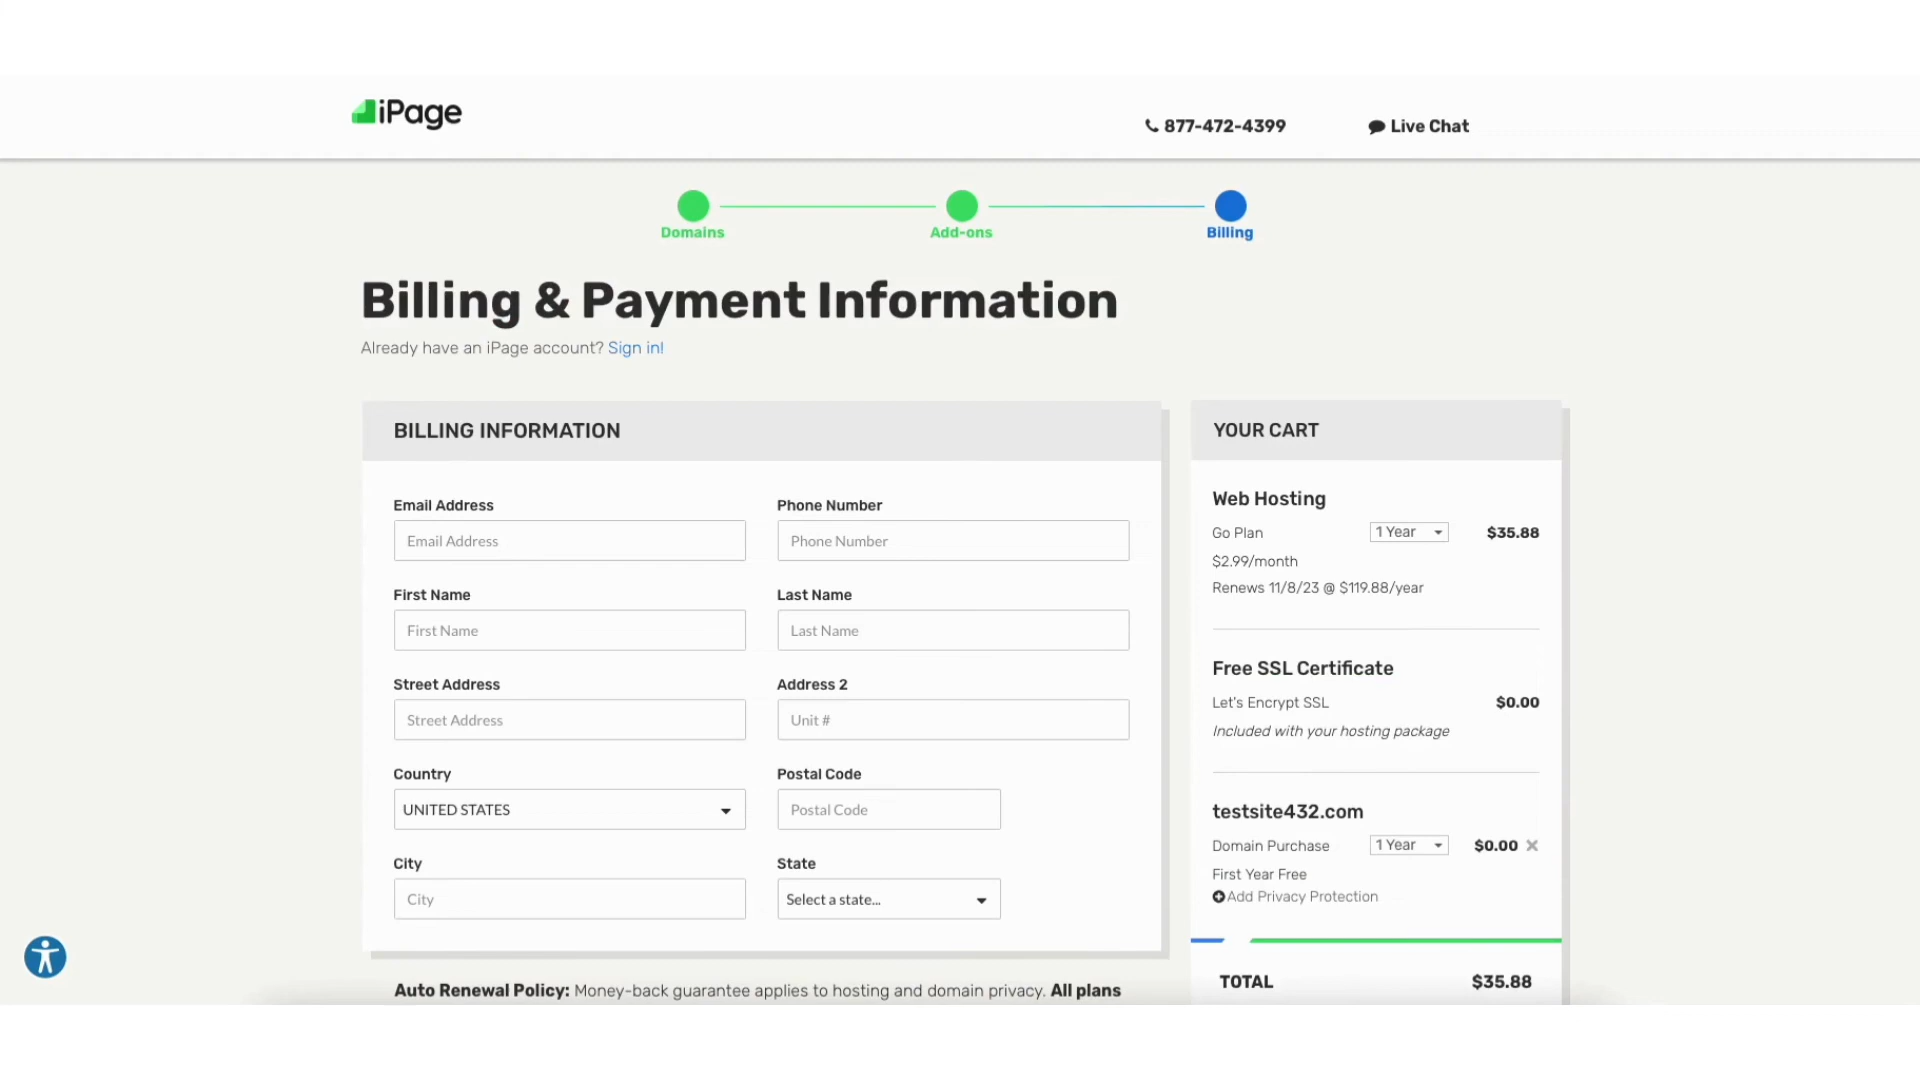 iPage
877-472-4399
Live Chat
Domains
Add-ons
Billing
Billing & Payment Information
Already have an iPage account? Sign in!
BILLING INFORMATION
Email Address
Phone Number
Email Address
Phone Number
First Name
Last Name
First Name
Last Name
Street Address
Address 2
Street Address
Unit #
Country
Postal Code
UNITED STATES
Postal Code
City
State
City
Select a state...
Auto Renewal Policy: Money-back guarantee applies to hosting and domain privacy. All plans
YOUR CART
Web Hosting
Go Plan 1 Year $35.88
$2.99/month
Renews 11/8/23 @ $119.88/year
Free SSL Certificate
Let's Encrypt SSL $0.00
Included with your hosting package
testsite432.com
Domain Purchase 1 Year $0.00
First Year Free
Add Privacy Protection
TOTAL $35.88